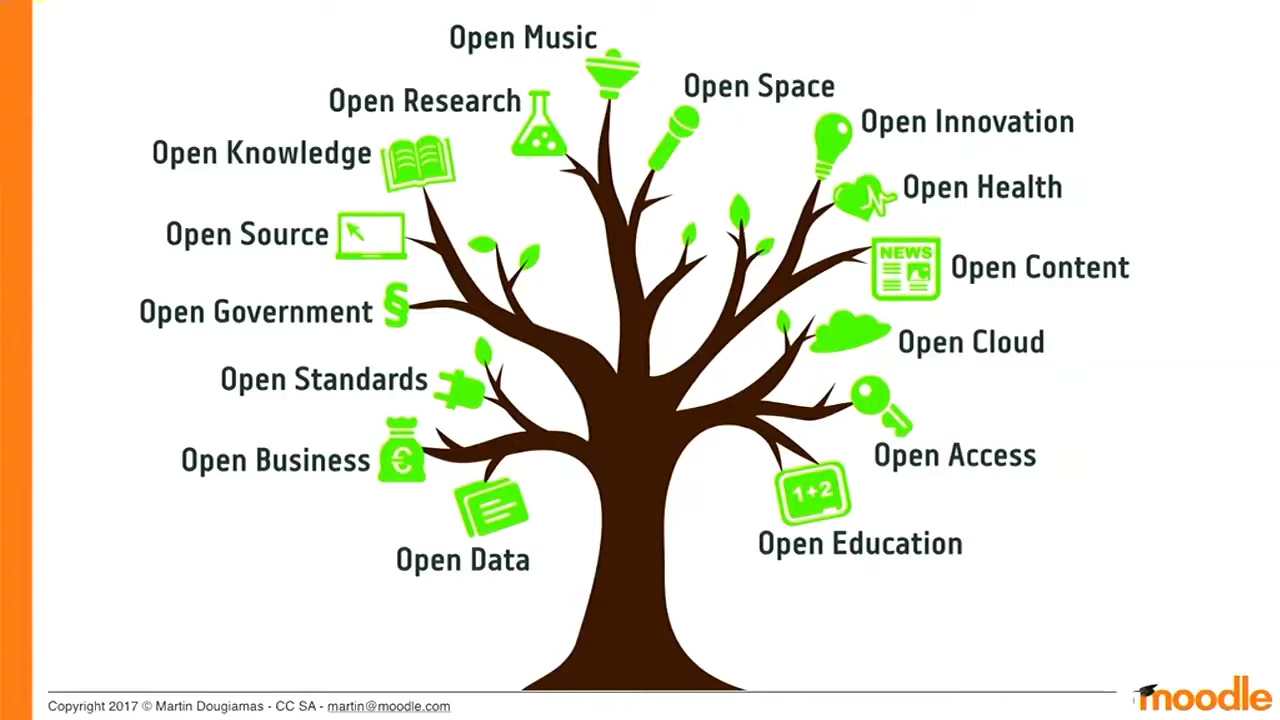 Open Music
Open Research
Open Space
Open Innovation
Open Knowledge
Open Health
Open Source
NEWS
Open Content
Open Government
§
Open Cloud
Open Standards
Open Business
€
Open Access
1+2
Open Education
Open Data
Copyright 2017 © Martin Dougiamas - CC SA - martin@moodle.com
moodle